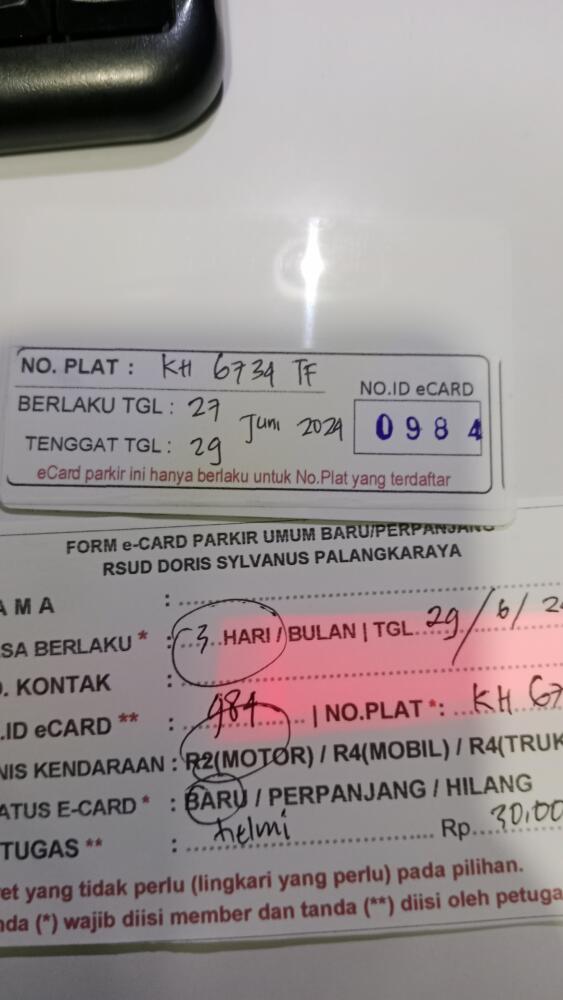 NO. PLAT : KH 6734 TF
NO.ID eCARD
BERLAKU TGL : 27
Juni 2024
0984
TENGGAT TGL : 29
eCard parkir ini hanya berlaku untuk No.Plat yang terdaftar
FORM e-CARD PARKIR UMUM BARU/PERPANJANG
RSUD DORIS SYLVANUS PALANGKARAYA
AMA :
SA BERLAKU * : 3 HARI / BULAN | TGL 29/6/2
. KONTAK :
.ID eCARD ** : 984 | NO.PLAT *: KH 67
NIS KENDARAAN : R2(MOTOR) / R4(MOBIL) / R4(TRUK
ATUS E-CARD * : BARU / PERPANJANG / HILANG
TUGAS ** : helmi Rp. 30.00
ret yang tidak perlu (lingkari yang perlu) pada pilihan.
nda (*) wajib diisi member dan tanda (**) diisi oleh petuga